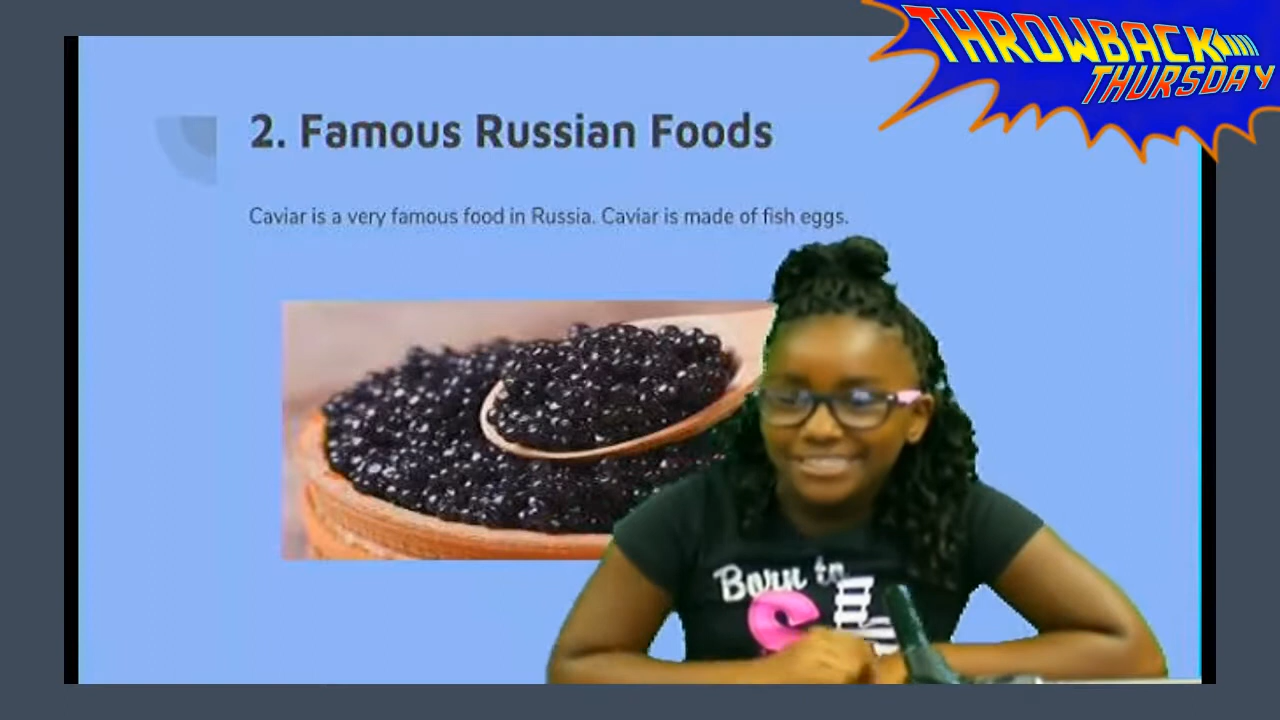 THROWBACK
THURSDAY
2. Famous Russian Foods
Caviar is a very famous food in Russia. Caviar is made of fish eggs.
Born to